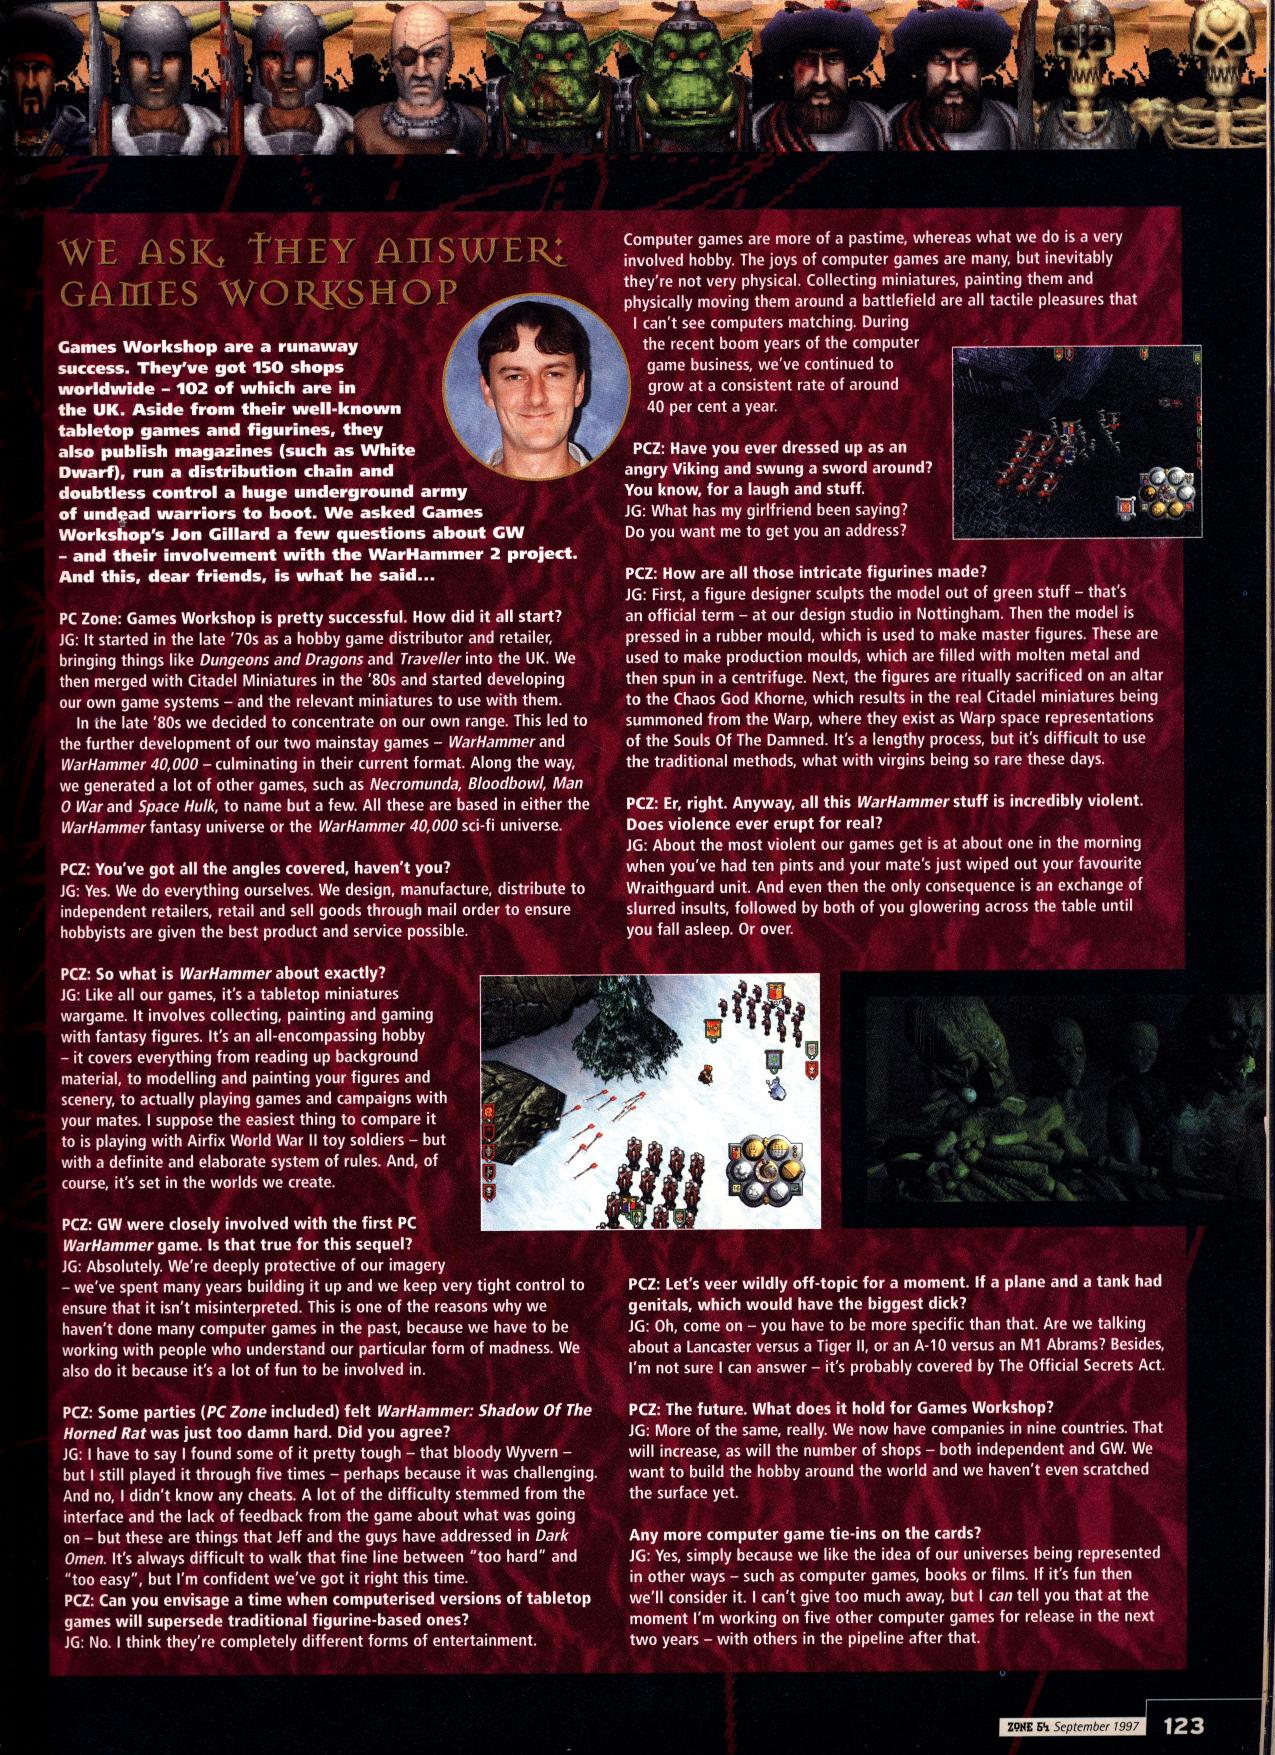 WE ASK, THEY ANSWER:
GAMES WORKSHOP
Games Workshop are a runaway
success. They've got 150 shops
worldwide – 102 of which are in
the UK. Aside from their well-known
tabletop games and figurines, they
also publish magazines (such as White
Dwarf), run a distribution chain and
doubtless control a huge underground army
of undead warriors to boot. We asked Games
Workshop's Jon Gillard a few questions about GW
– and their involvement with the WarHammer 2 project.
And this, dear friends, is what he said...
PC Zone: Games Workshop is pretty successful. How did it all start?
JG: It started in the late '70s as a hobby game distributor and retailer,
bringing things like Dungeons and Dragons and Traveller into the UK. We
then merged with Citadel Miniatures in the '80s and started developing
our own game systems – and the relevant miniatures to use with them.
In the late '80s we decided to concentrate on our own range. This led to
the further development of our two mainstay games – WarHammer and
WarHammer 40,000 – culminating in their current format. Along the way,
we generated a lot of other games, such as Necromunda, Bloodbowl, Man
O War and Space Hulk, to name but a few. All these are based in either the
WarHammer fantasy universe or the WarHammer 40,000 sci-fi universe.
PCZ: You've got all the angles covered, haven't you?
JG: Yes. We do everything ourselves. We design, manufacture, distribute to
independent retailers, retail and sell goods through mail order to ensure
hobbyists are given the best product and service possible.
PCZ: So what is WarHammer about exactly?
JG: Like all our games, it's a tabletop miniatures
wargame. It involves collecting, painting and gaming
with fantasy figures. It's an all-encompassing hobby
– it covers everything from reading up background
material, to modelling and painting your figures and
scenery, to actually playing games and campaigns with
your mates. I suppose the easiest thing to compare it
to is playing with Airfix World War II toy soldiers – but
with a definite and elaborate system of rules. And, of
course, it's set in the worlds we create.
PCZ: GW were closely involved with the first PC
WarHammer game. Is that true for this sequel?
JG: Absolutely. We're deeply protective of our imagery
– we've spent many years building it up and we keep very tight control to
ensure that it isn't misinterpreted. This is one of the reasons why we
haven't done many computer games in the past, because we have to be
working with people who understand our particular form of madness. We
also do it because it's a lot of fun to be involved in.
PCZ: Some parties (PC Zone included) felt WarHammer: Shadow Of The
Horned Rat was just too damn hard. Did you agree?
JG: I have to say I found some of it pretty tough – that bloody Wyvern –
but I still played it through five times – perhaps because it was challenging.
And no, I didn't know any cheats. A lot of the difficulty stemmed from the
interface and the lack of feedback from the game about what was going
on – but these are things that Jeff and the guys have addressed in Dark
Omen. It's always difficult to walk that fine line between "too hard" and
"too easy", but I'm confident we've got it right this time.
PCZ: Can you envisage a time when computerised versions of tabletop
games will supersede traditional figurine-based ones?
JG: No. I think they're completely different forms of entertainment.
Computer games are more of a pastime, whereas what we do is a very
involved hobby. The joys of computer games are many, but inevitably
they're not very physical. Collecting miniatures, painting them and
physically moving them around a battlefield are all tactile pleasures that
I can't see computers matching. During
the recent boom years of the computer
game business, we've continued to
grow at a consistent rate of around
40 per cent a year.
PCZ: Have you ever dressed up as an
angry Viking and swung a sword around?
You know, for a laugh and stuff.
JG: What has my girlfriend been saying?
Do you want me to get you an address?
PCZ: How are all those intricate figurines made?
JG: First, a figure designer sculpts the model out of green stuff – that's
an official term – at our design studio in Nottingham. Then the model is
pressed in a rubber mould, which is used to make master figures. These are
used to make production moulds, which are filled with molten metal and
then spun in a centrifuge. Next, the figures are ritually sacrificed on an altar
to the Chaos God Khorne, which results in the real Citadel miniatures being
summoned from the Warp, where they exist as Warp space representations
of the Souls Of The Damned. It's a lengthy process, but it's difficult to use
the traditional methods, what with virgins being so rare these days.
PCZ: Er, right. Anyway, all this WarHammer stuff is incredibly violent.
Does violence ever erupt for real?
JG: About the most violent our games get is at about one in the morning
when you've had ten pints and your mate's just wiped out your favourite
Wraithguard unit. And even then the only consequence is an exchange of
slurred insults, followed by both of you glowering across the table until
you fall asleep. Or over.
PCZ: Let's veer wildly off-topic for a moment. If a plane and a tank had
genitals, which would have the biggest dick?
JG: Oh, come on – you have to be more specific than that. Are we talking
about a Lancaster versus a Tiger II, or an A-10 versus an M1 Abrams? Besides,
I'm not sure I can answer – it's probably covered by The Official Secrets Act.
PCZ: The future. What does it hold for Games Workshop?
JG: More of the same, really. We now have companies in nine countries. That
will increase, as will the number of shops – both independent and GW. We
want to build the hobby around the world and we haven't even scratched
the surface yet.
Any more computer game tie-ins on the cards?
JG: Yes, simply because we like the idea of our universes being represented
in other ways – such as computer games, books or films. If it's fun then
we'll consider it. I can't give too much away, but I can tell you that at the
moment I'm working on five other computer games for release in the next
two years – with others in the pipeline after that.
ZONE 54 September 1997 123